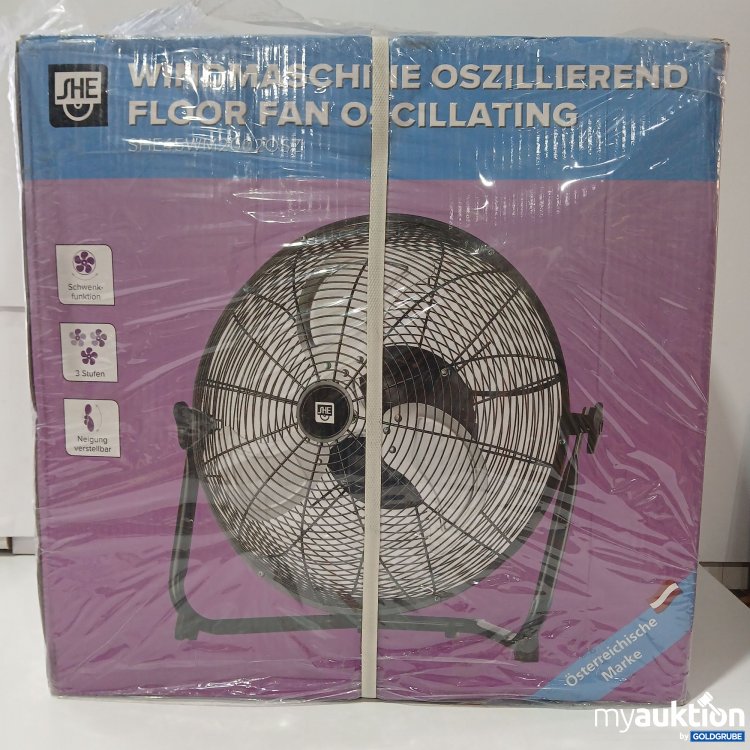 SHE
WINDMASCHINE OSZILLIEREND
FLOOR FAN OSCILLATING
Schwenk-
funktion
3 Stufen
Neigung
verstellbar
SHE
Österreichische
Marke
myauktion
by GOLDGRUBE